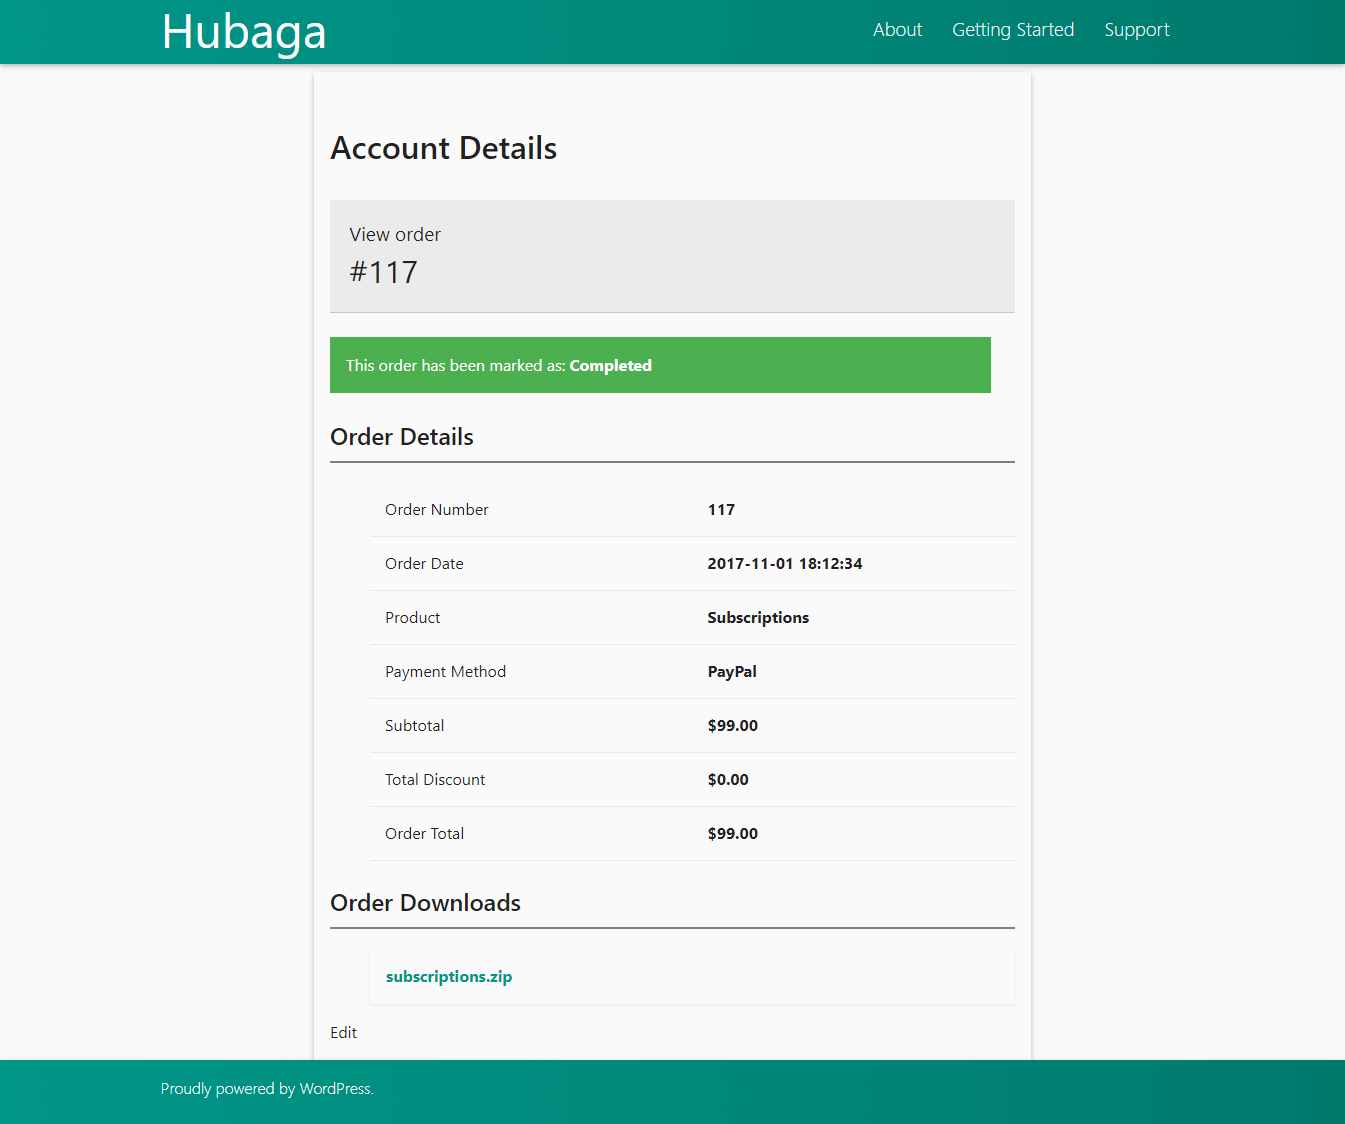 Hubaga
About
Getting Started
Support
Account Details
View order
#117
This order has been marked as: Completed
Order Details
Order Number 117
Order Date 2017-11-01 18:12:34
Product Subscriptions
Payment Method PayPal
Subtotal $99.00
Total Discount $0.00
Order Total $99.00
Order Downloads
subscriptions.zip
Edit
Proudly powered by WordPress.